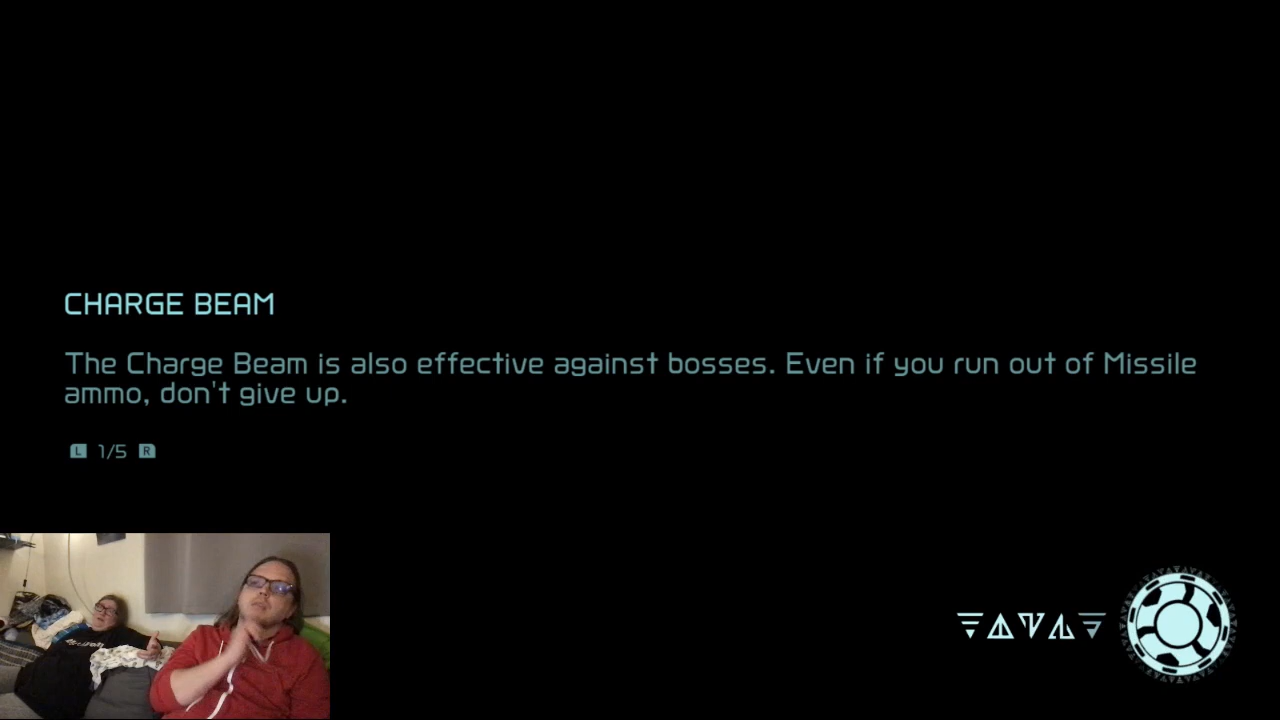 CHARGE BEAM
The Charge Beam is also effective against bosses. Even if you run out of Missile
ammo, don't give up.
L 1/5 R